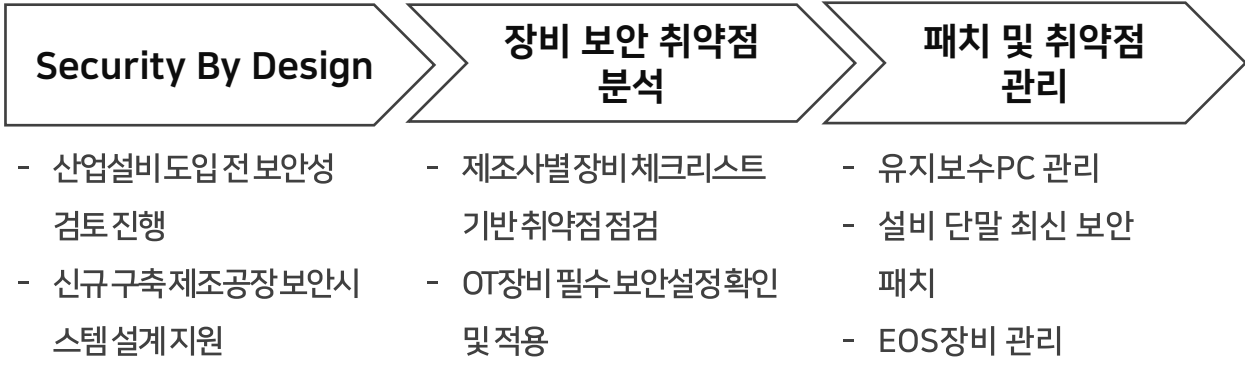 Security By Design
- 산업설비 도입 전 보안성
검토 진행
- 신규 구축 제조공장 보안시
스템 설계 지원
장비 보안 취약점
분석
- 제조사별 장비 체크리스트
기반 취약점 점검
- OT장비 필수 보안설정 확인
및 적용
패치 및 취약점
관리
- 유지보수PC 관리
- 설비 단말 최신 보안
패치
- EOS장비 관리